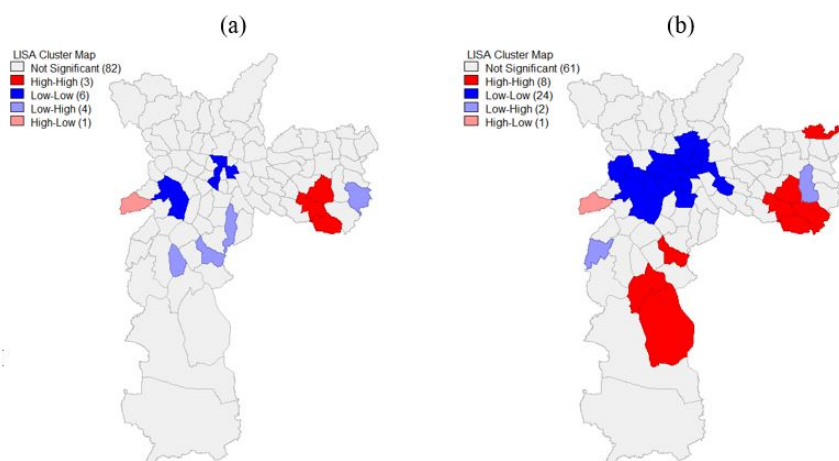 (a)
LISA Cluster Map
Not Significant (82)
High-High (3)
Low-Low (6)
Low-High (4)
High-Low (1)
(b)
LISA Cluster Map
Not Significant (61)
High-High (8)
Low-Low (24)
Low-High (2)
High-Low (1)